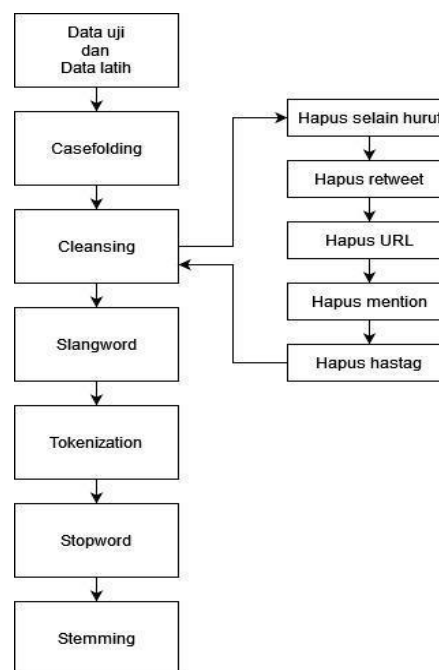 Data uji
dan
Data latih
Casefolding
Cleansing
Slangword
Tokenization
Stopword
Stemming
Hapus selain huruf
Hapus retweet
Hapus URL
Hapus mention
Hapus hastag